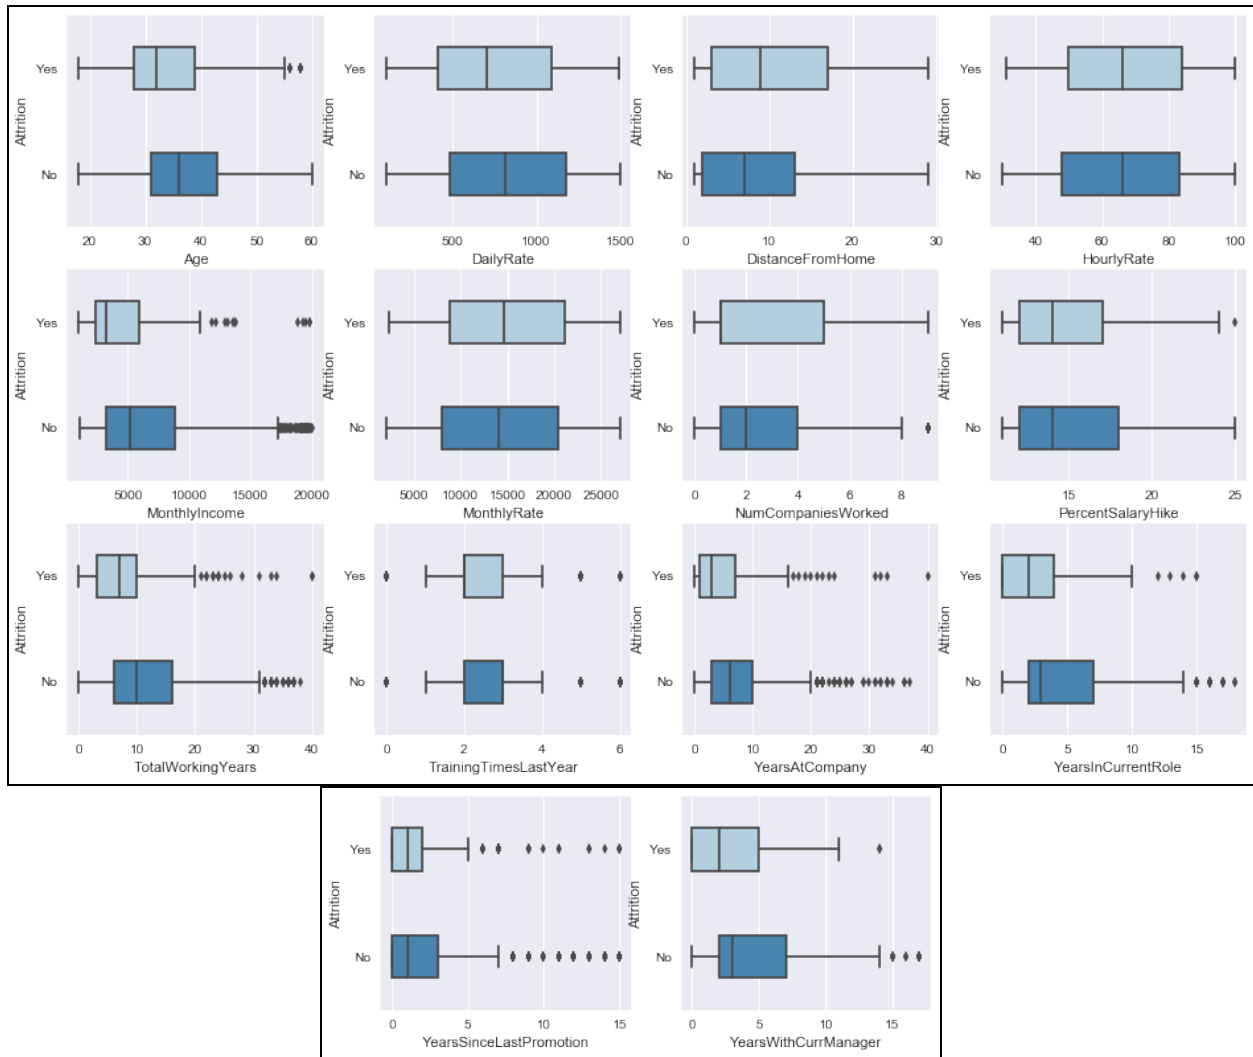 Attrition
Yes
No
20 30 40 50 60
Age
Attrition
Yes
No
500 1000 1500
DailyRate
Yes
No
0 10 20 30
DistanceFromHome
Attrition
Yes
No
40 60 80 100
HourlyRate
Attrition
Yes
No
5000 10000 15000 20000
MonthlyIncome
Attrition
Yes
No
5000 10000 15000 20000 25000
MonthlyRate
Attrition
Yes
No
0 2 4 6 8
NumCompaniesWorked
Attrition
Yes
No
15 20 25
PercentSalaryHike
Attrition
Yes
No
0 10 20 30 40
TotalWorkingYears
Attrition
Yes
No
0 2 4 6
TrainingTimesLastYear
Attrition
Yes
No
0 10 20 30 40
YearsAtCompany
Attrition
Yes
No
0 5 10 15
YearsInCurrentRole
Attrition
Yes
No
0 5 10 15
YearsSinceLastPromotion
Attrition
Yes
No
0 5 10 15
YearsWithCurrManager